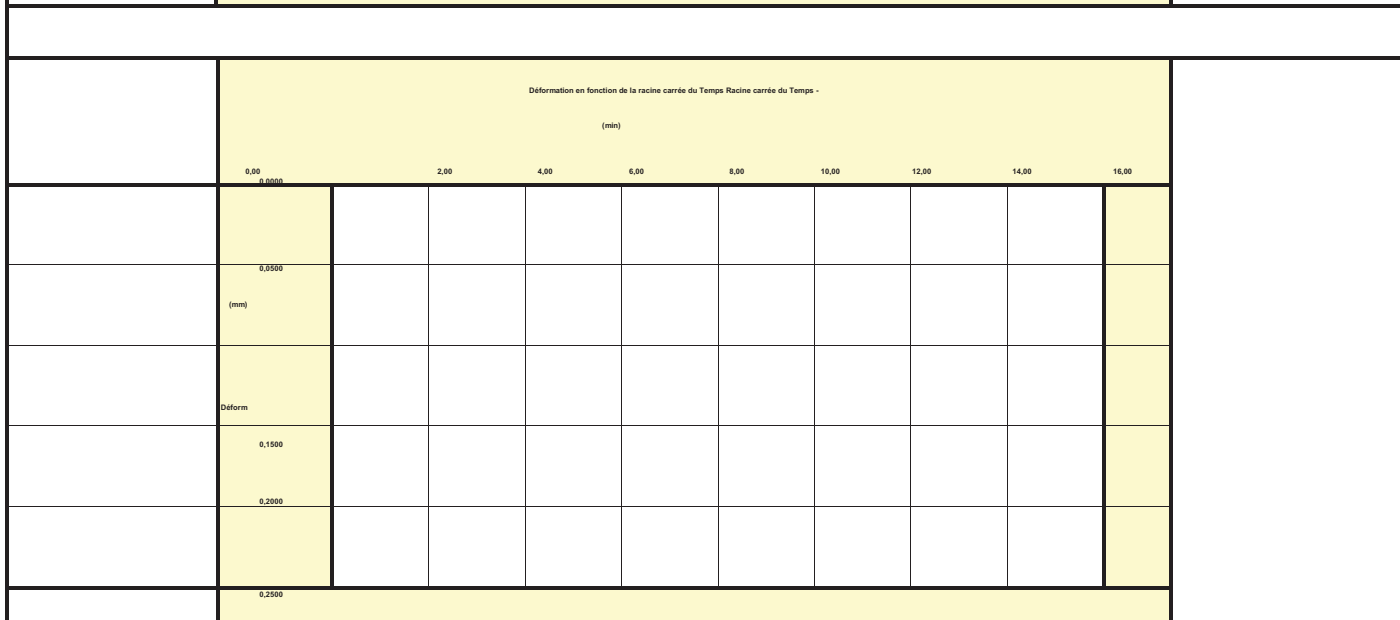 Déformation en fonction de la racine carrée du Temps Racine carrée du Temps -
(min)
0,00 2,00 4,00 6,00 8,00 10,00 12,00 14,00 16,00
0,0000
0,0500
(mm)
Déform
0,1500
0,2000
0,2500